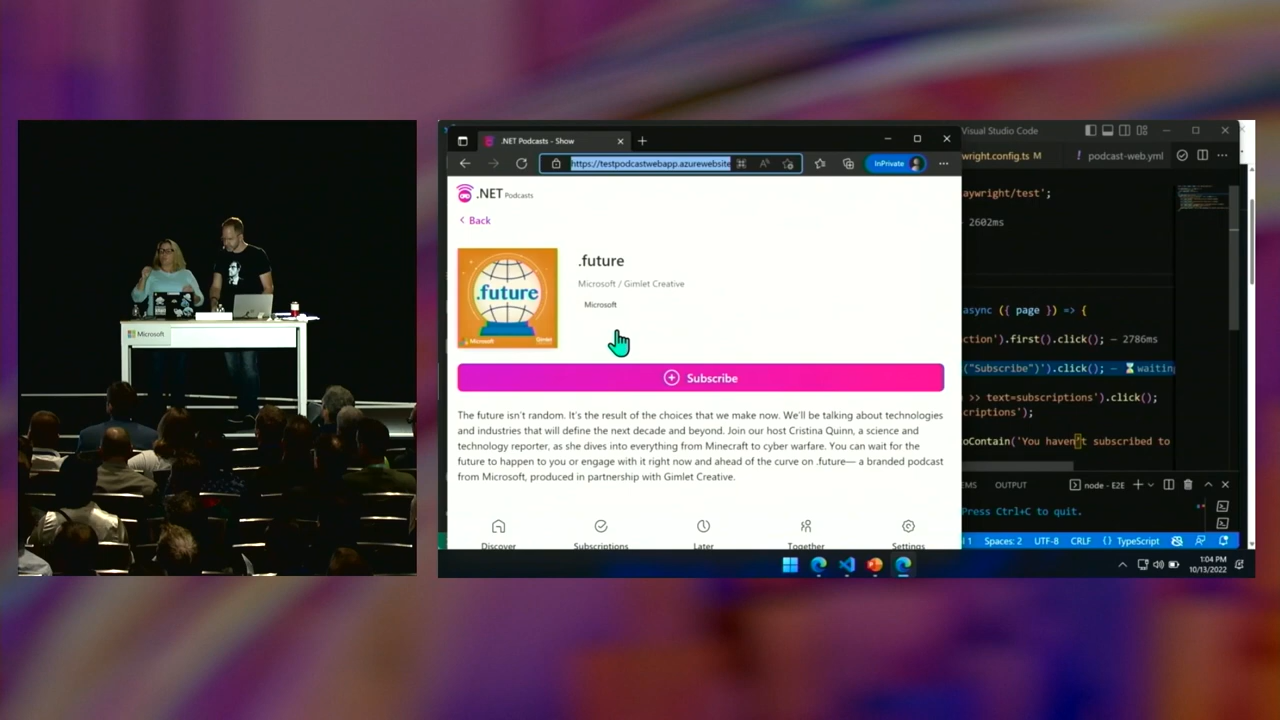 Microsoft
.NET Podcasts - Show
https://testpodcastwebapp.azurewebsite
InPrivate
.NET Podcasts
Back
.future
Microsoft
.future
Microsoft / Gimlet Creative
Microsoft
Subscribe
The future isn't random. It's the result of the choices that we make now. We'll be talking about technologies
and industries that will define the next decade and beyond. Join our host Cristina Quinn, a science and
technology reporter, as she dives into everything from Minecraft to cyber warfare. You can wait for the
future to happen to you or engage with it right now and ahead of the curve on .future— a branded podcast
from Microsoft, produced in partnership with Gimlet Creative.
Discover
Subscriptions
Later
Together
Settings
Visual Studio Code
wright.config.ts M
! podcast-web.yml
aywright/test';
– 2602ms
async ({ page }) => {
ction').first().click(); – 2786ms
("Subscribe")').click(); – ⌛waiting
>> text=subscriptions').click();
criptions');
oContain('You haven't subscribed to
EMS
OUTPUT
node - E2E
Press Ctrl+C to quit.
l 1 Spaces: 2 UTF-8 CRLF {} TypeScript
1:04 PM
10/13/2022